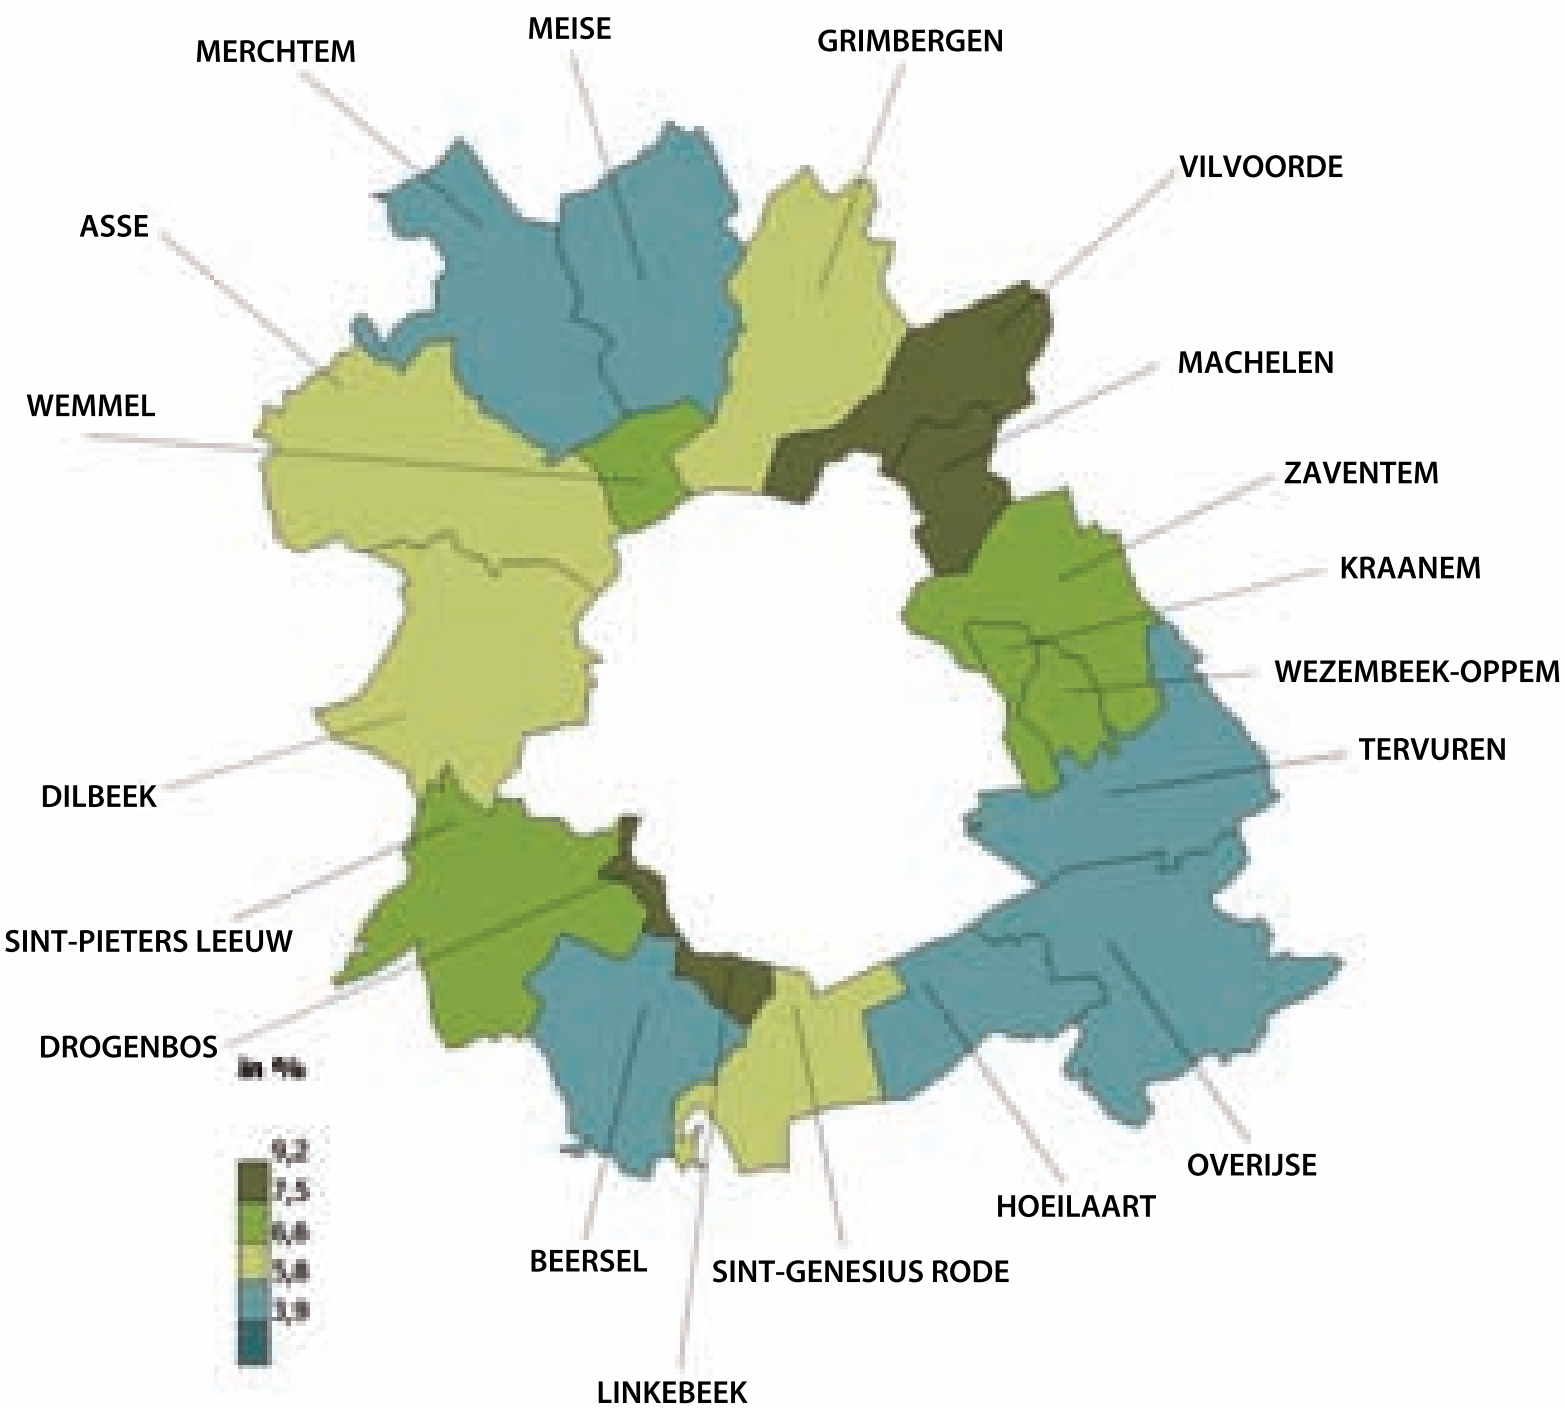 MEISE
GRIMBERGEN
MERCHTEM
VILVOORDE
ASSE
MACHELEN
WEMMEL
ZAVENTEM
KRAANEM
WEZEMBEEK-OPPEM
TERVUREN
DILBEEK
SINT-PIETERS LEEUW
DROGENBOS
in %
9,2
7,5
6,6
5,8
3,9
OVERIJSE
HOEILAART
BEERSEL
SINT-GENESIUS RODE
LINKEBEEK